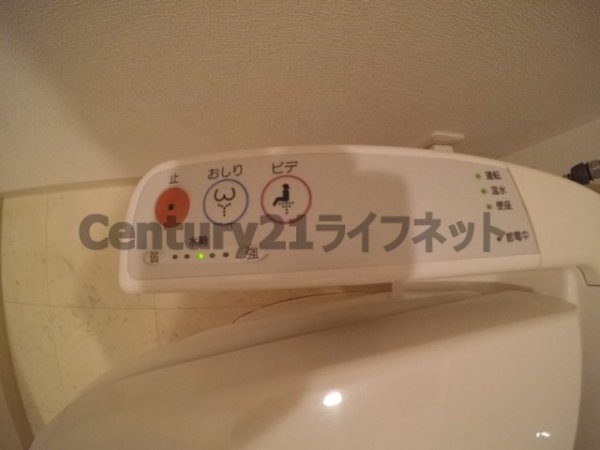 止 おしり ビデ
運転
温水
便座
節電中
Century21ライフネット
水勢
弱 強